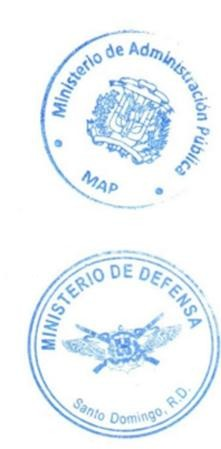 Ministerio de Administración Pública
MAP
MINISTERIO DE DEFENSA
Santo Domingo, R.D.